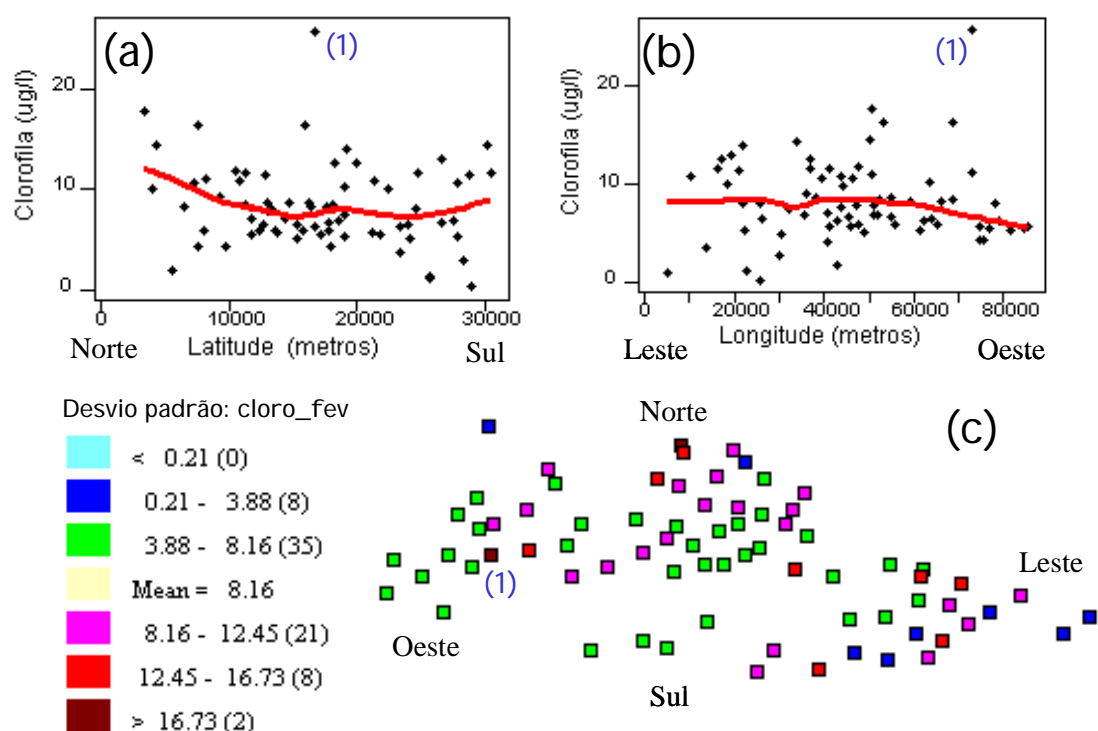 (a)
(1)
Clorofila (ug/l)
20
10
0
0 10000 20000 30000
Norte Latitude (metros) Sul
(b)
(1)
Clorofila (ug/l)
20
10
0
0 20000 40000 60000 80000
Leste Longitude (metros) Oeste
Desvio padrão: cloro_fev
< 0.21 (0)
0.21 - 3.88 (8)
3.88 - 8.16 (35)
Mean = 8.16
8.16 - 12.45 (21)
12.45 - 16.73 (8)
> 16.73 (2)
Norte
(c)
(1)
Leste
Oeste
Sul